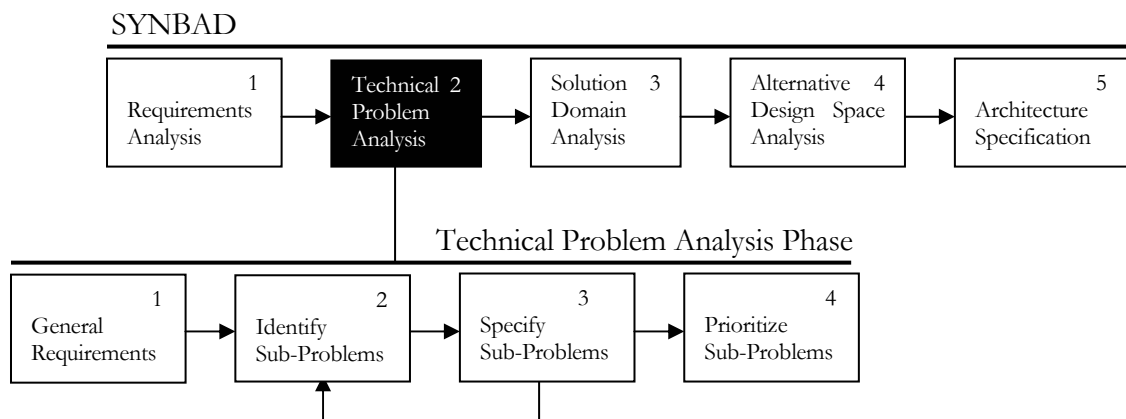 SYNBAD
1
Requirements
Analysis
Technical 2
Problem
Analysis
Solution 3
Domain
Analysis
Alternative 4
Design Space
Analysis
5
Architecture
Specification
Technical Problem Analysis Phase
1
General
Requirements
2
Identify
Sub-Problems
3
Specify
Sub-Problems
4
Prioritize
Sub-Problems